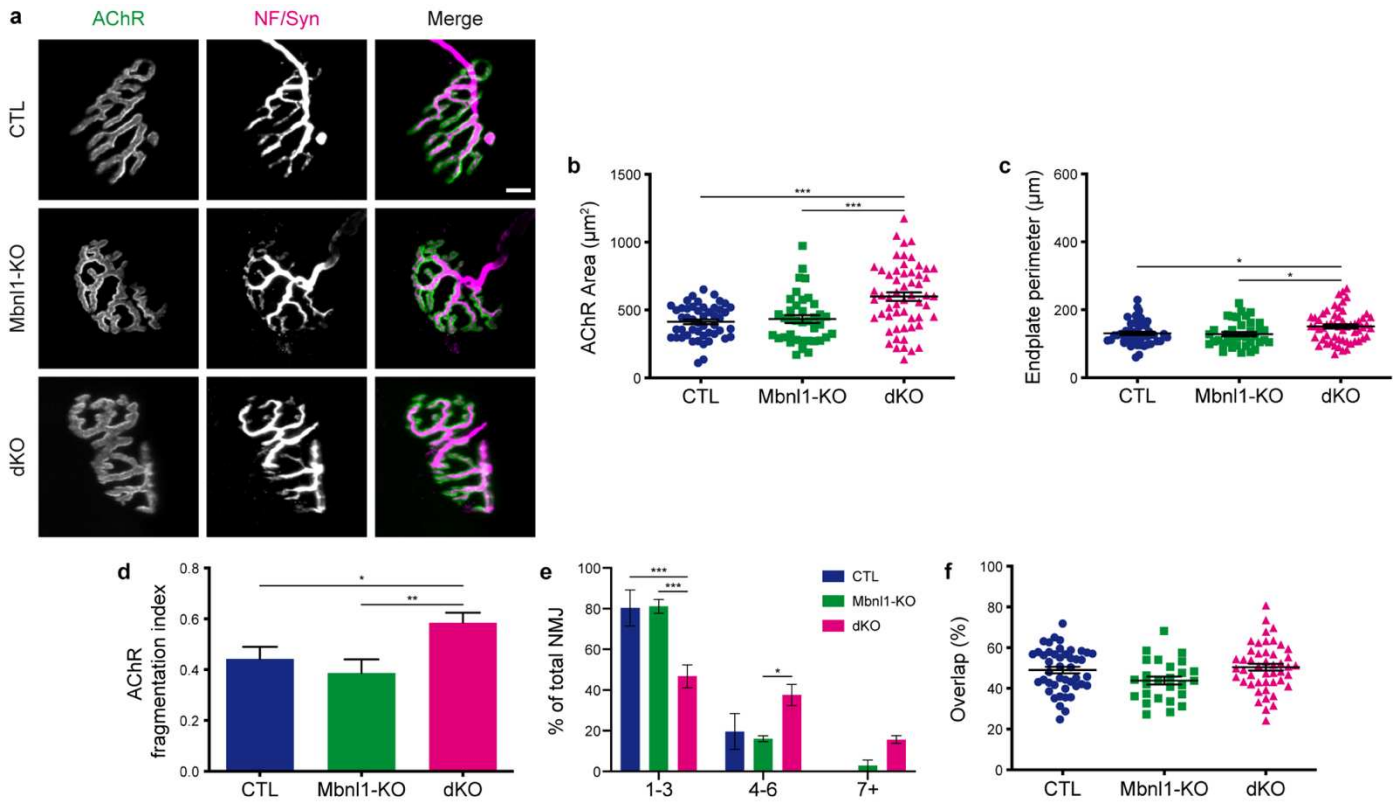 a
AChR
NF/Syn
Merge
CTL
Mbnl1-KO
dKO
b
AChR Area (µm²)
1500
1000
500
0
***
***
CTL
Mbnl1-KO
dKO
c
Endplate perimeter (µm)
600
400
200
0
*
*
CTL
Mbnl1-KO
dKO
d
AChR
fragmentation index
0.8
0.6
0.4
0.2
0.0
*
**
CTL
Mbnl1-KO
dKO
e
% of total NMJ
100
80
60
40
20
0
***
***
*
CTL
Mbnl1-KO
dKO
1-3
4-6
7+
f
Overlap (%)
100
80
60
40
20
0
CTL
Mbnl1-KO
dKO